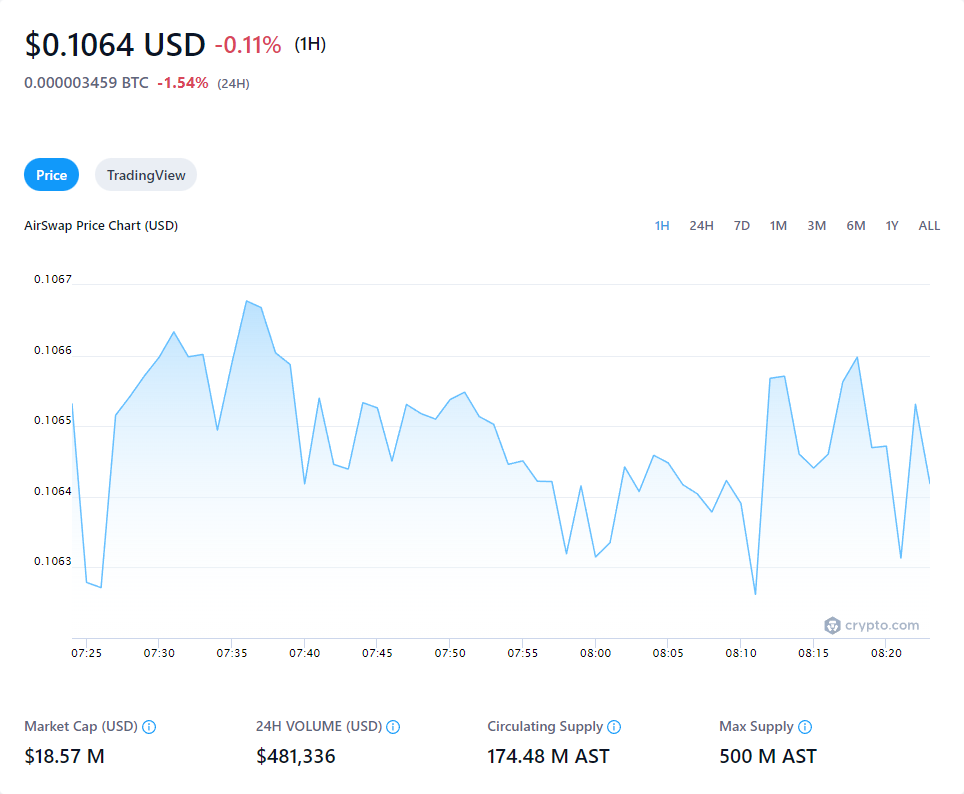 $0.1064 USD -0.11% (1H)
0.000003459 BTC -1.54% (24H)
Price TradingView
AirSwap Price Chart (USD) 1H 24H 7D 1M 3M 6M 1Y ALL
0.1067
0.1066
0.1065
0.1064
0.1063
crypto.com
07:25 07:30 07:35 07:40 07:45 07:50 07:55 08:00 08:05 08:10 08:15 08:20
Market Cap (USD) 24H VOLUME (USD) Circulating Supply Max Supply
$18.57 M $481,336 174.48 M AST 500 M AST